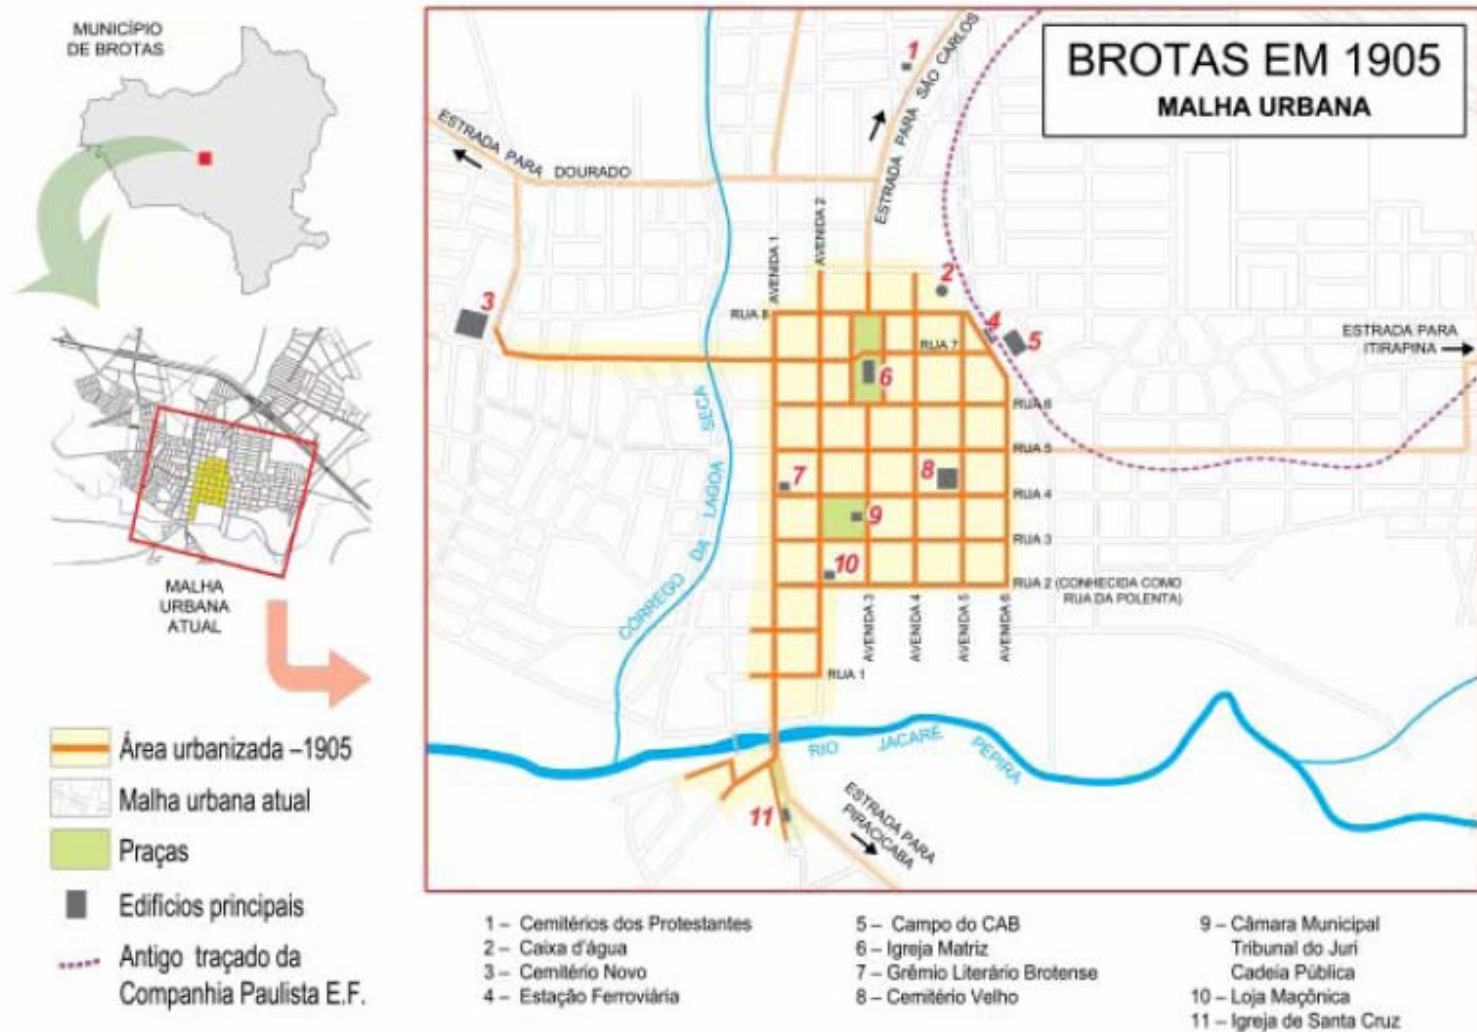 MUNICÍPIO
DE BROTAS
BROTAS EM 1905
MALHA URBANA
1
ESTRADA PARA SÃO CARLOS
ESTRADA PARA DOURADO
AVENIDA 1
AVENIDA 2
2
3
RUA 8
4
5
ESTRADA PARA
ITIRAPINA
RUA 7
6
RUA 6
RUA 5
7
8
RUA 4
9
RUA 3
10
RUA 2 (CONHECIDA COMO
RUA DA POLENTA)
CÓRREGO DA LAGOA SECA
AVENIDA 3
AVENIDA 4
AVENIDA 5
AVENIDA 6
RUA 1
RIO JACARÉ PEPIRA
11
ESTRADA PARA
PIRACICABA
MALHA
URBANA
ATUAL
Área urbanizada –1905
Malha urbana atual
Praças
Edifícios principais
Antigo traçado da
Companhia Paulista E.F.
1 – Cemitérios dos Protestantes
2 – Caixa d'água
3 – Cemitério Novo
4 – Estação Ferroviária
5 – Campo do CAB
6 – Igreja Matriz
7 – Grêmio Literário Brotense
8 – Cemitério Velho
9 – Câmara Municipal
Tribunal do Juri
Cadeia Pública
10 – Loja Maçônica
11 – Igreja de Santa Cruz